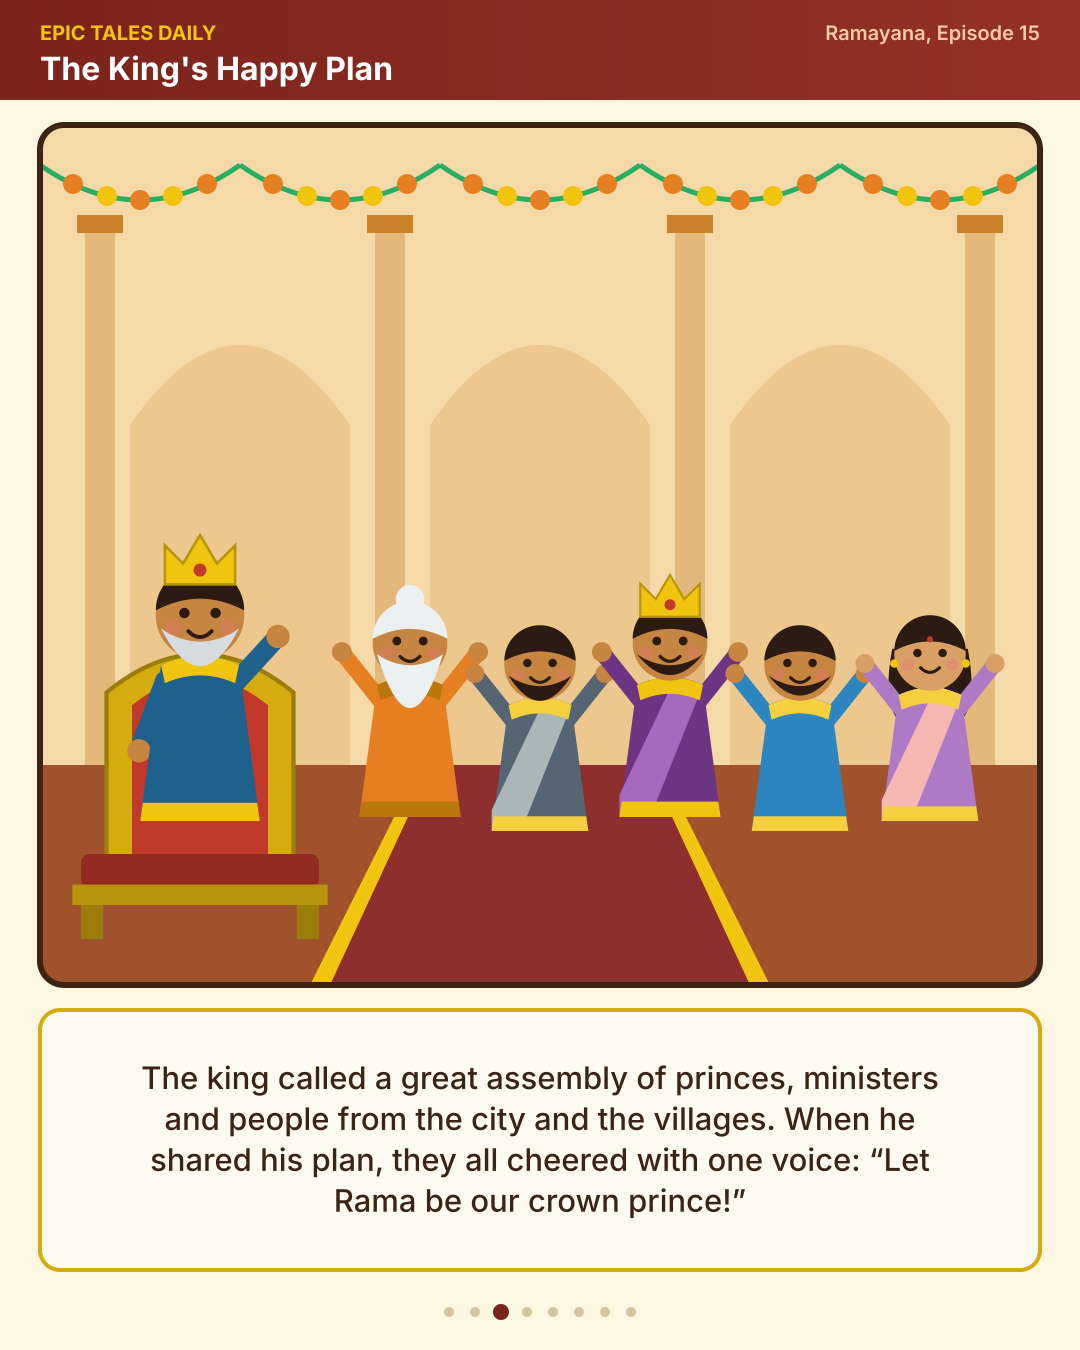 EPIC TALES DAILY
Ramayana, Episode 15
The King's Happy Plan
The king called a great assembly of princes, ministers
and people from the city and the villages. When he
shared his plan, they all cheered with one voice: “Let
Rama be our crown prince!”